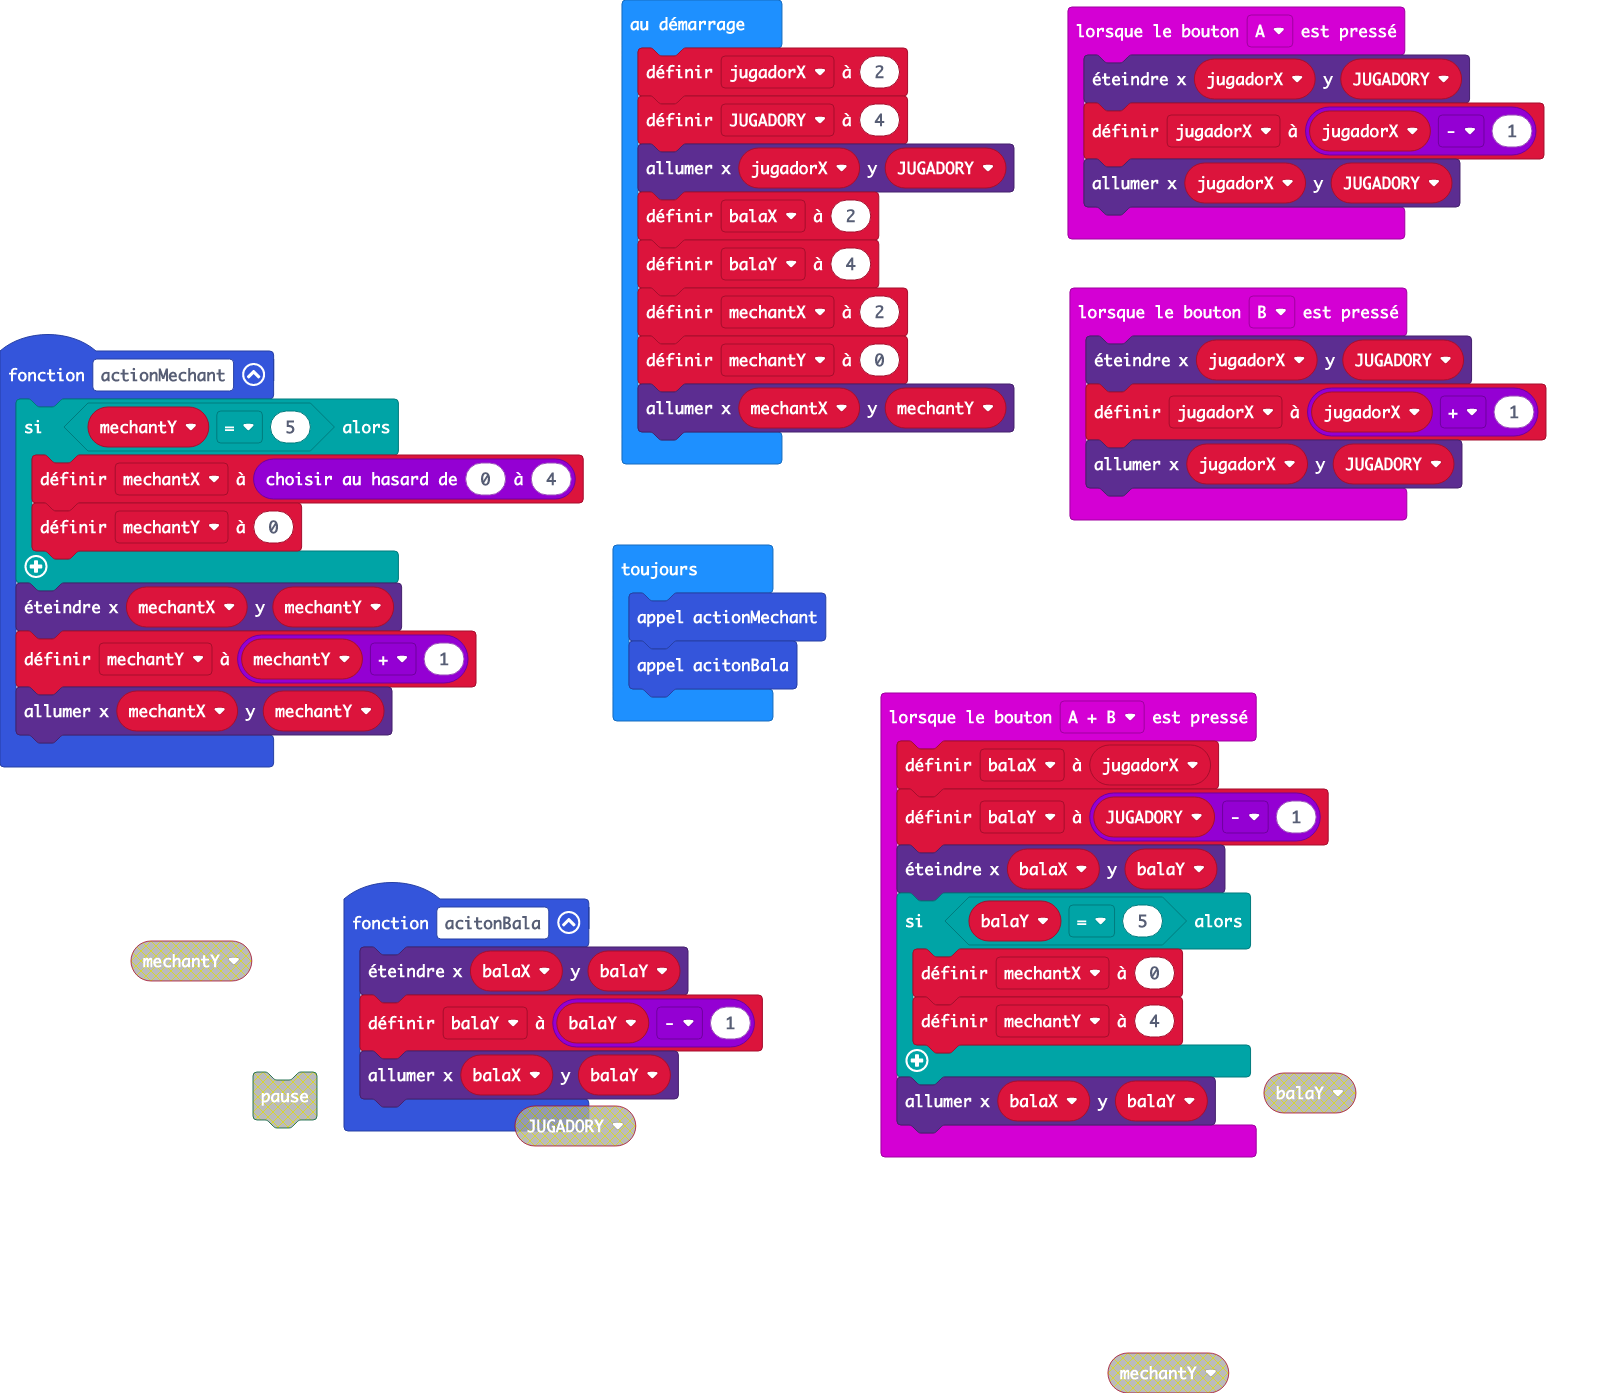 au démarrage
définir jugadorX à 2
définir JUGADORY à 4
allumer x jugadorX y JUGADORY
définir balaX à 2
définir balaY à 4
définir mechantX à 2
définir mechantY à 0
allumer x mechantX y mechantY
lorsque le bouton A est pressé
éteindre x jugadorX y JUGADORY
définir jugadorX à jugadorX - 1
allumer x jugadorX y JUGADORY
lorsque le bouton B est pressé
éteindre x jugadorX y JUGADORY
définir jugadorX à jugadorX + 1
allumer x jugadorX y JUGADORY
fonction actionMechant
si mechantY = 5 alors
définir mechantX à choisir au hasard de 0 à 4
définir mechantY à 0
éteindre x mechantX y mechantY
définir mechantY à mechantY + 1
allumer x mechantX y mechantY
toujours
appel actionMechant
appel acitonBala
lorsque le bouton A + B est pressé
définir balaX à jugadorX
définir balaY à JUGADORY - 1
éteindre x balaX y balaY
si balaY = 5 alors
définir mechantX à 0
définir mechantY à 4
allumer x balaX y balaY
fonction acitonBala
éteindre x balaX y balaY
définir balaY à balaY - 1
allumer x balaX y balaY
mechantY
pause
JUGADORY
balaY
mechantY